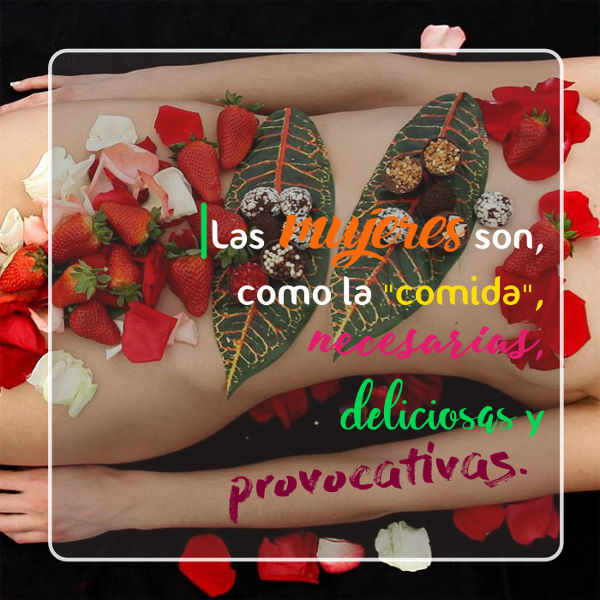 Las mujeres son,
como la "comida",
necesarias,
deliciosas y
provocativas.